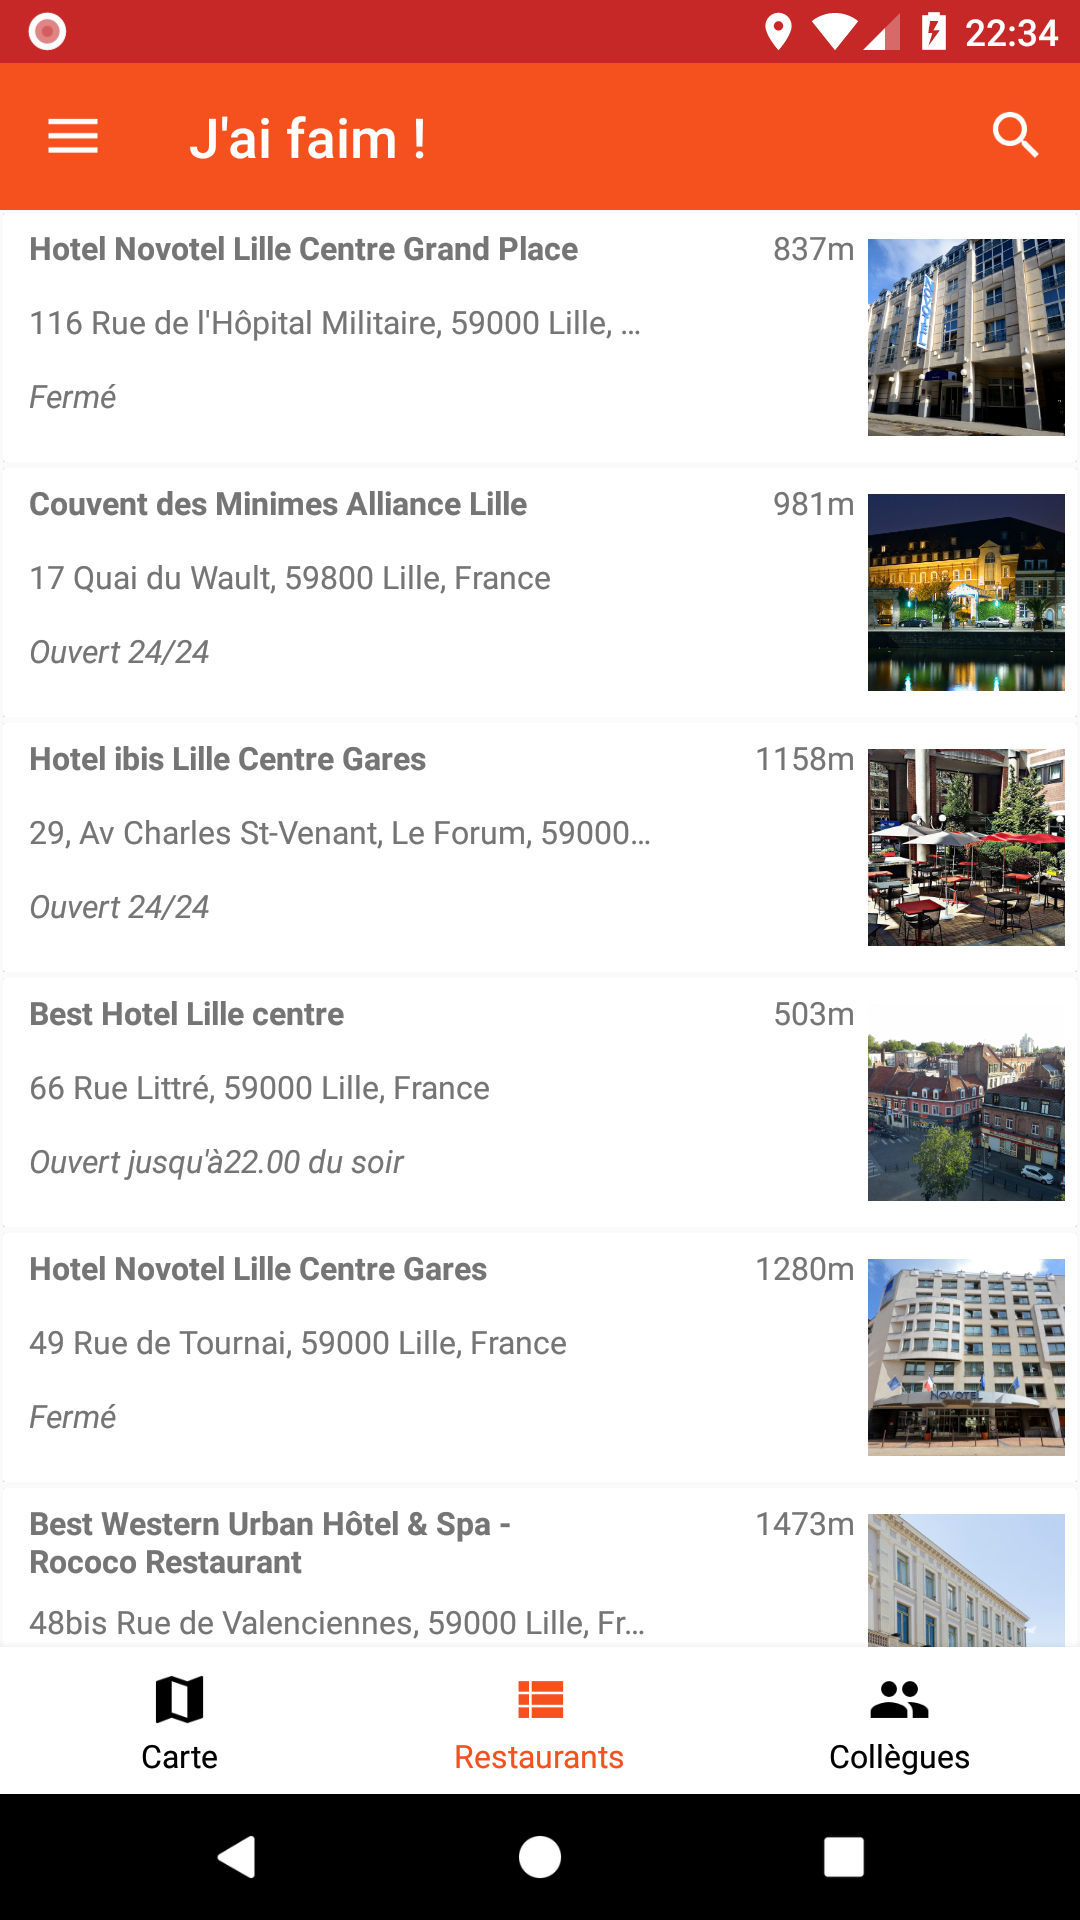 22:34
J'ai faim !
Hotel Novotel Lille Centre Grand Place
837m
116 Rue de l'Hôpital Militaire, 59000 Lille, ...
Fermé
NOVOTEL
Couvent des Minimes Alliance Lille
981m
17 Quai du Wault, 59800 Lille, France
Ouvert 24/24
Hotel ibis Lille Centre Gares
1158m
29, Av Charles St-Venant, Le Forum, 59000...
Ouvert 24/24
Best Hotel Lille centre
503m
66 Rue Littré, 59000 Lille, France
Ouvert jusqu'à22.00 du soir
Hotel Novotel Lille Centre Gares
1280m
49 Rue de Tournai, 59000 Lille, France
Fermé
NOVOTEL
Best Western Urban Hôtel & Spa -
Rococo Restaurant
1473m
48bis Rue de Valenciennes, 59000 Lille, Fr...
Carte
Restaurants
Collègues